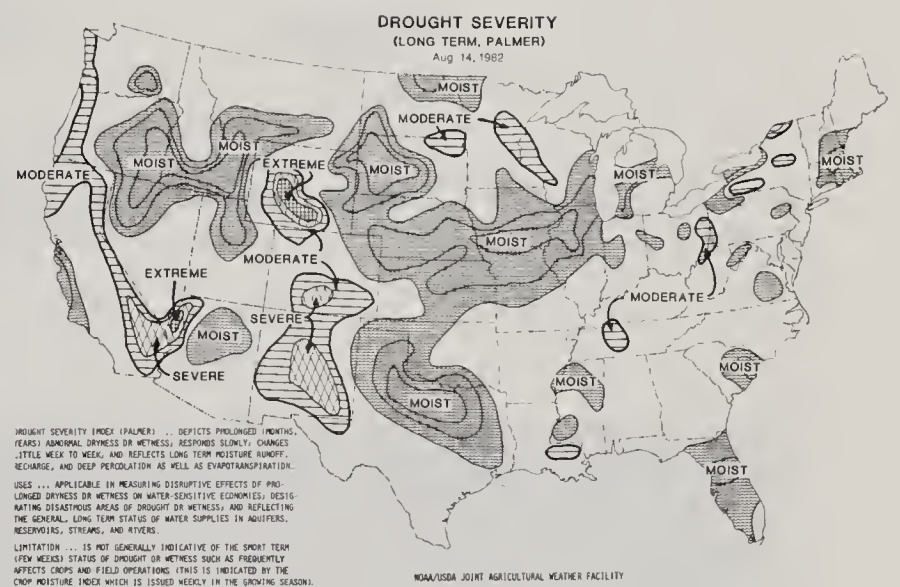 DROUGHT SEVERITY
(LONG TERM, PALMER)
Aug 14, 1982
MOIST
MODERATE
MOIST
MOIST
EXTREME
MOIST
MOIST
MOIST
MODERATE
MOIST
MODERATE
EXTREME
SEVERE
MODERATE
MOIST
SEVERE
MOIST
MOIST
MOIST
MOIST
DROUGHT SEVERITY INDEX (PALMER) .. DEPICTS PROLONGED (MONTHS,
YEARS) ABNORMAL DRYNESS OR WETNESS; RESPONDS SLOWLY; CHANGES
LITTLE WEEK TO WEEK, AND REFLECTS LONG TERM MOISTURE RUNOFF,
RECHARGE, AND DEEP PERCOLATION AS WELL AS EVAPOTRANSPIRATION.
USES ... APPLICABLE IN MEASURING DISRUPTIVE EFFECTS OF PRO-
LONGED DRYNESS OR WETNESS ON WATER-SENSITIVE ECONOMIES; DESIG-
NATING DISASTROUS AREAS OF DROUGHT OR WETNESS; AND REFLECTING
THE GENERAL, LONG TERM STATUS OF WATER SUPPLIES IN AQUIFERS,
RESERVOIRS, STREAMS, AND RIVERS.
LIMITATION ... IS NOT GENERALLY INDICATIVE OF THE SHORT TERM
(FEW WEEKS) STATUS OF DROUGHT OR WETNESS SUCH AS FREQUENTLY
AFFECTS CROPS AND FIELD OPERATIONS (THIS IS INDICATED BY THE
CROP MOISTURE INDEX WHICH IS ISSUED WEEKLY IN THE GROWING SEASON).
NOAA/USDA JOINT AGRICULTURAL WEATHER FACILITY